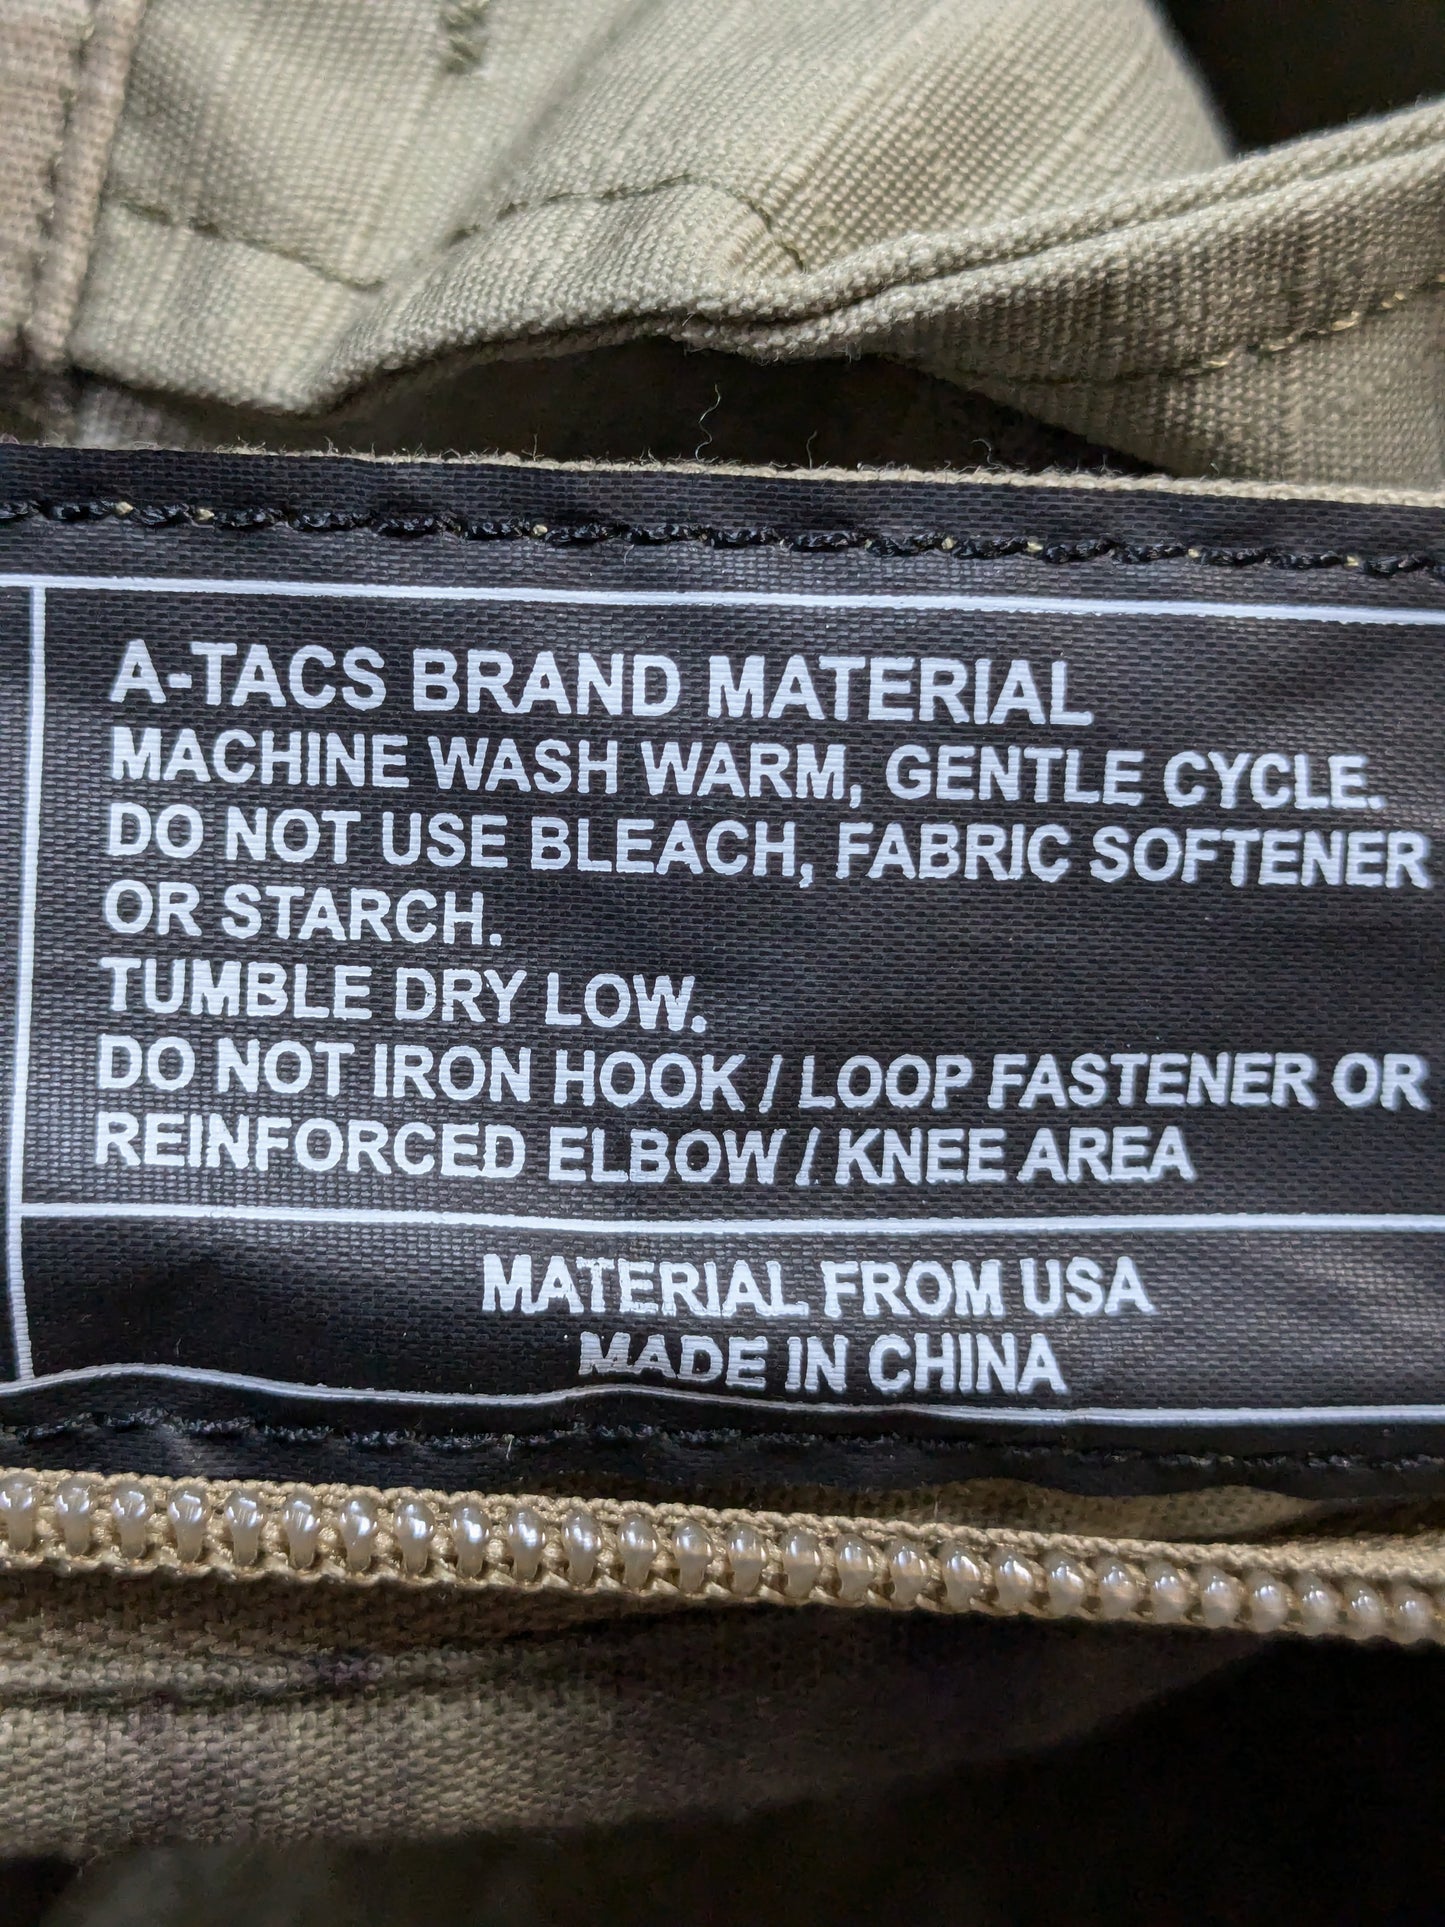 A-TACS BRAND MATERIAL
MACHINE WASH WARM, GENTLE CYCLE.
DO NOT USE BLEACH, FABRIC SOFTENER
OR STARCH.
TUMBLE DRY LOW.
DO NOT IRON HOOK / LOOP FASTENER OR
REINFORCED ELBOW / KNEE AREA
MATERIAL FROM USA
MADE IN CHINA